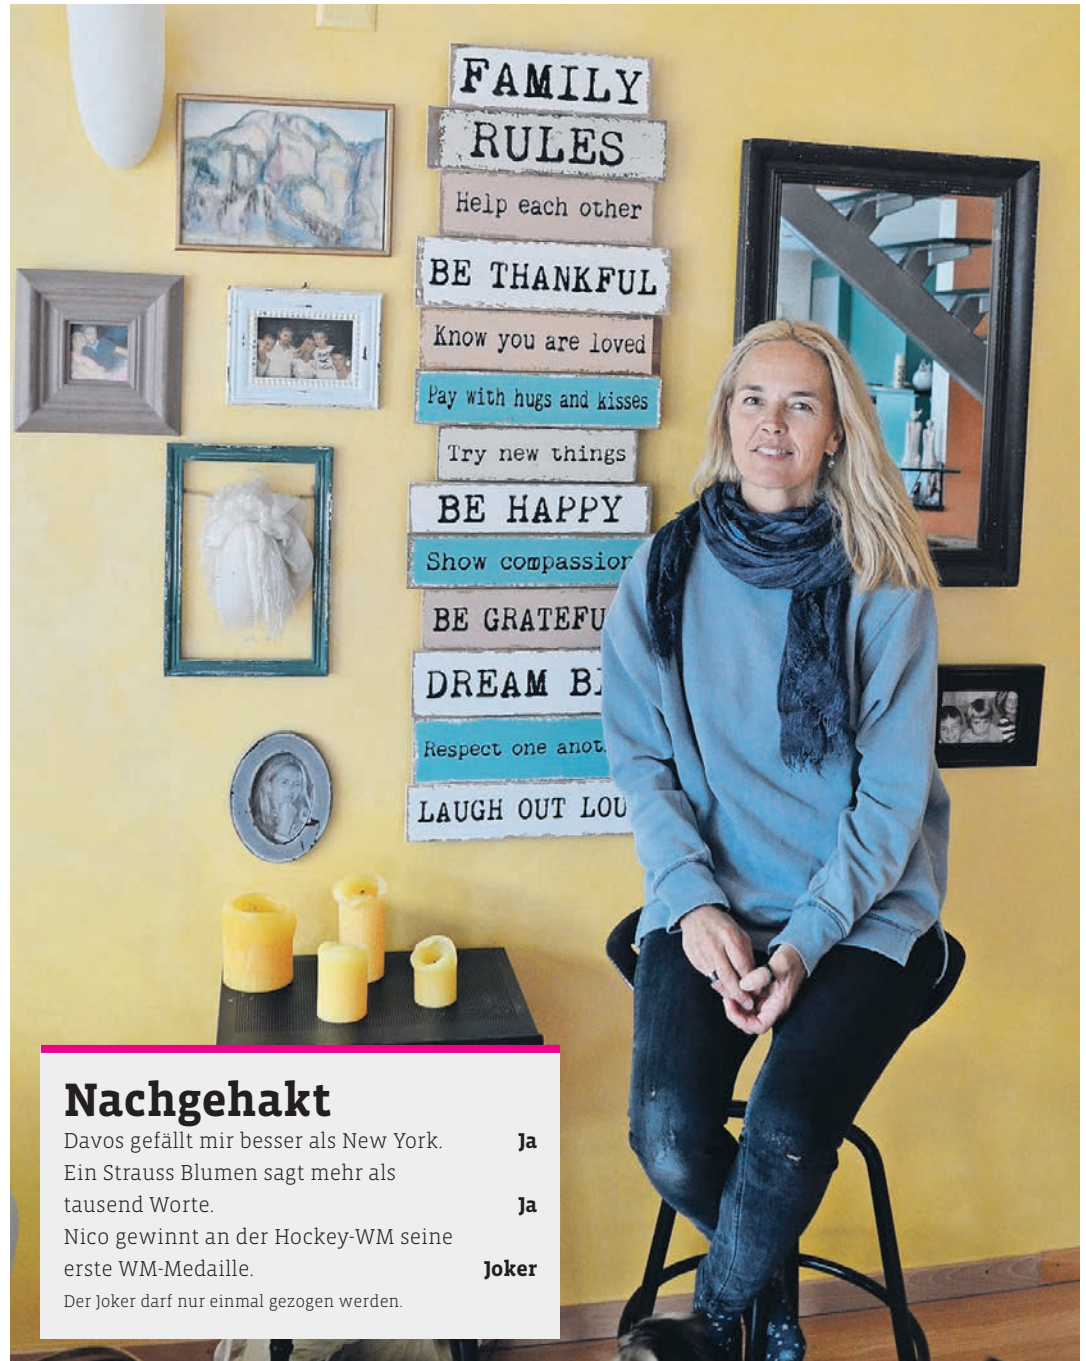 FAMILY
RULES
Help each other
BE THANKFUL
Know you are loved
Pay with hugs and kisses
Try new things
BE HAPPY
Show compassion
BE GRATEFU
DREAM B
Respect one anot
LAUGH OUT LOU
Nachgehakt
Davos gefällt mir besser als New York. Ja
Ein Strauss Blumen sagt mehr als
tausend Worte. Ja
Nico gewinnt an der Hockey-WM seine
erste WM-Medaille. Joker
Der Joker darf nur einmal gezogen werden.